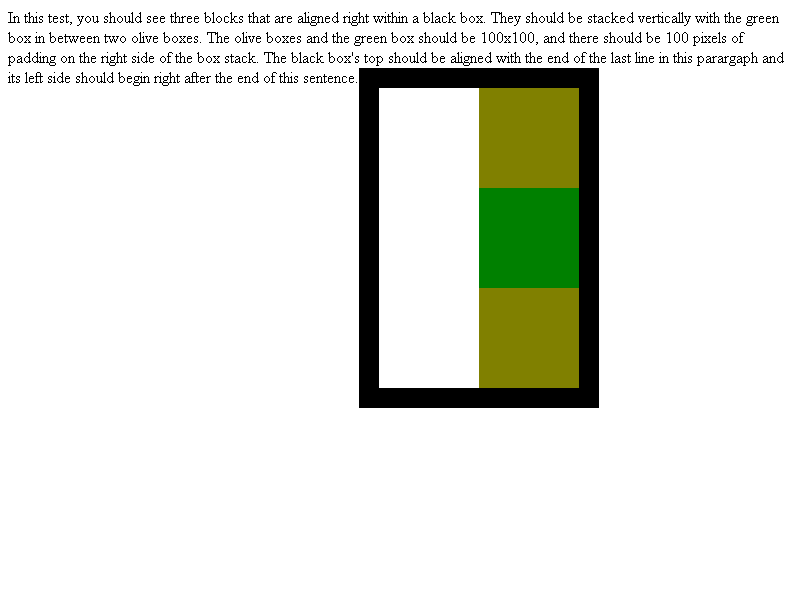 In this test, you should see three blocks that are aligned right within a black box. They should be stacked vertically with the green
box in between two olive boxes. The olive boxes and the green box should be 100x100, and there should be 100 pixels of
padding on the right side of the box stack. The black box's top should be aligned with the end of the last line in this parargaph and
its left side should begin right after the end of this sentence.